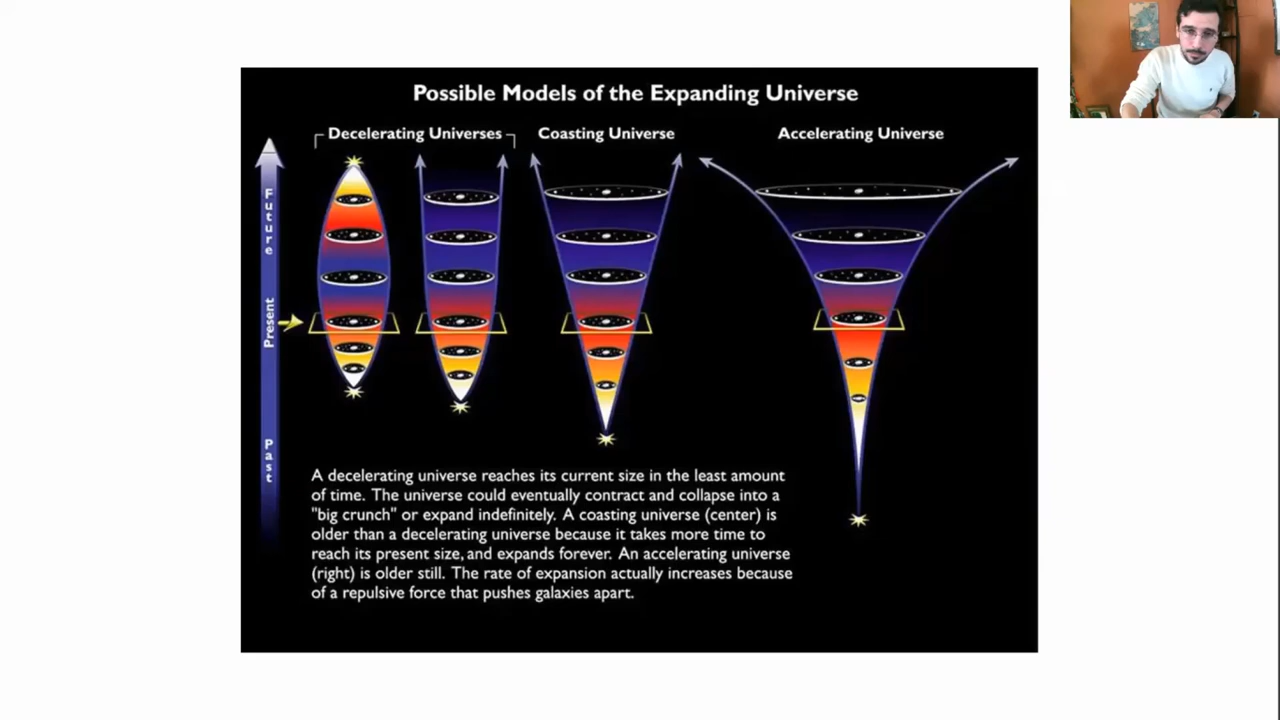 Possible Models of the Expanding Universe
Decelerating Universes
Coasting Universe
Accelerating Universe
Future
Present
Past
A decelerating universe reaches its current size in the least amount
of time. The universe could eventually contract and collapse into a
"big crunch" or expand indefinitely. A coasting universe (center) is
older than a decelerating universe because it takes more time to
reach its present size, and expands forever. An accelerating universe
(right) is older still. The rate of expansion actually increases because
of a repulsive force that pushes galaxies apart.